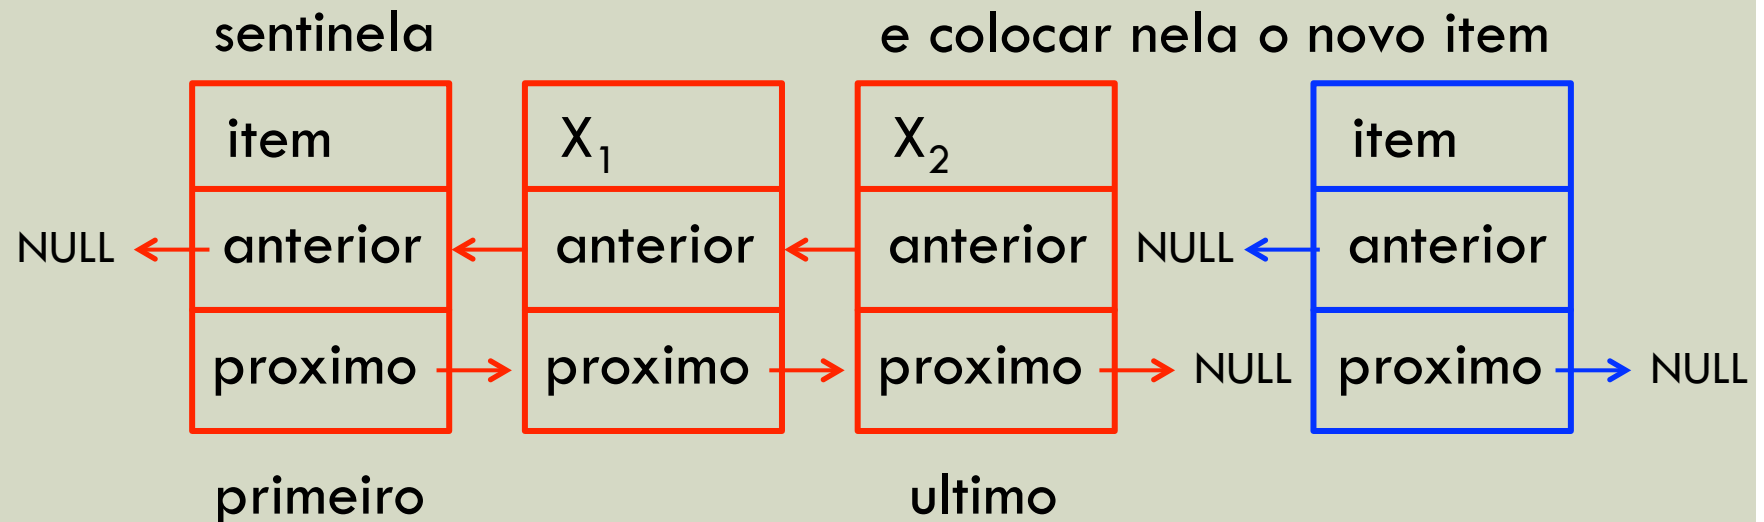 sentinela
e colocar nela o novo item
item X1 X2 item
NULL anterior anterior anterior NULL anterior
proximo proximo proximo NULL proximo NULL
primeiro ultimo